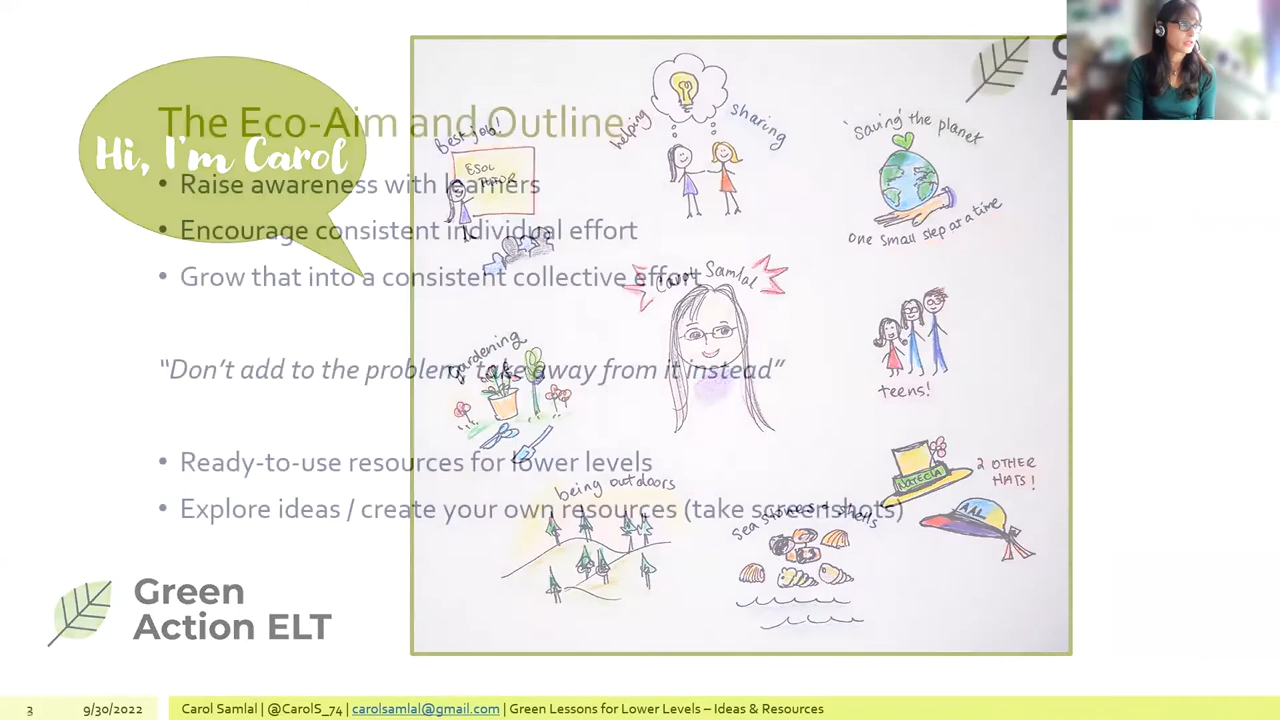 The Eco-Aim and Outline
Hi, I'm Carol
• Raise awareness with learners
• Encourage consistent individual effort
• Grow that into a consistent collective effort
"Don't add to the problem, take away from it instead"
• Ready-to-use resources for lower levels
• Explore ideas / create your own resources (take screenshots)
Best job!
ESOL
TUTOR
helping
sharing
'Saving' the planet
one small step at a time
Carol Samlal
gardening
teens!
being outdoors
sea stones & shells
NATECLA
2 OTHER
HATS!
AAL
Green
Action ELT
3
9/30/2022
Carol Samlal | @CarolS_74 | carolsamlal@gmail.com | Green Lessons for Lower Levels – Ideas & Resources